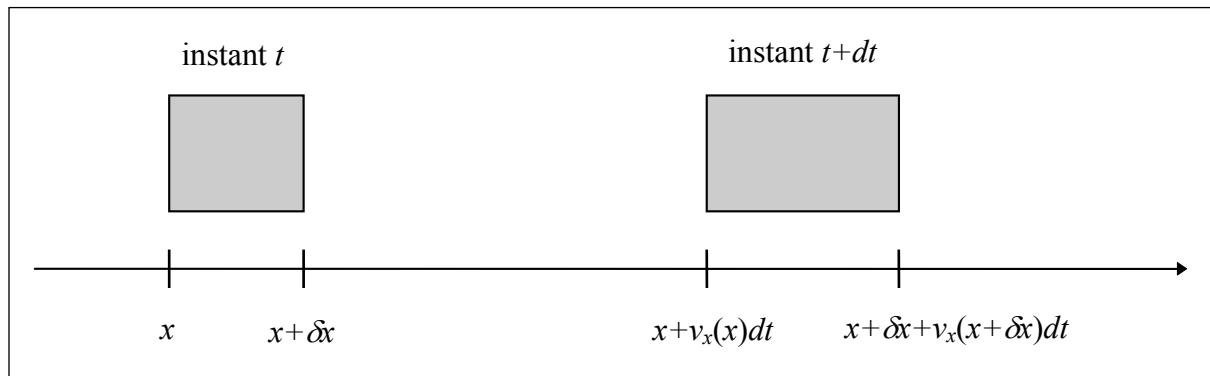 instant t
instant t+dt
x
x+δx
x+vₓ(x)dt
x+δx+vₓ(x+δx)dt